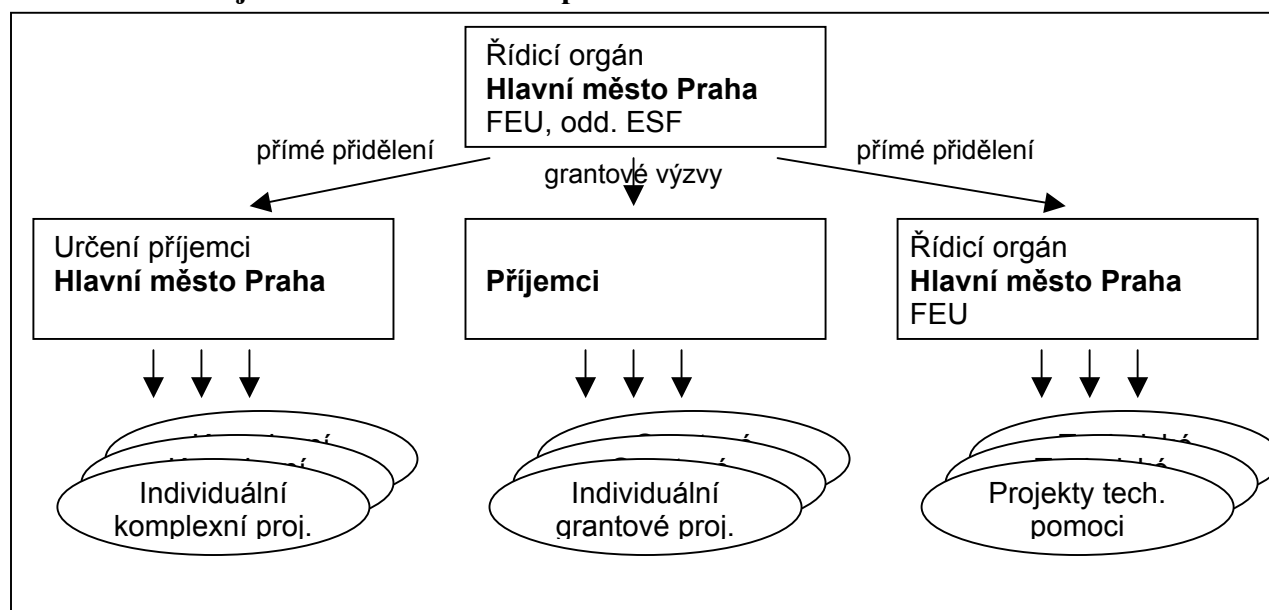 Řídicí orgán
Hlavní město Praha
FEU, odd. ESF
přímé přidělení
grantové výzvy
přímé přidělení
Určení příjemci
Hlavní město Praha
Příjemci
Řídicí orgán
Hlavní město Praha
FEU
Individuální
komplexní proj.
Individuální
grantové proj.
Projekty tech.
pomoci